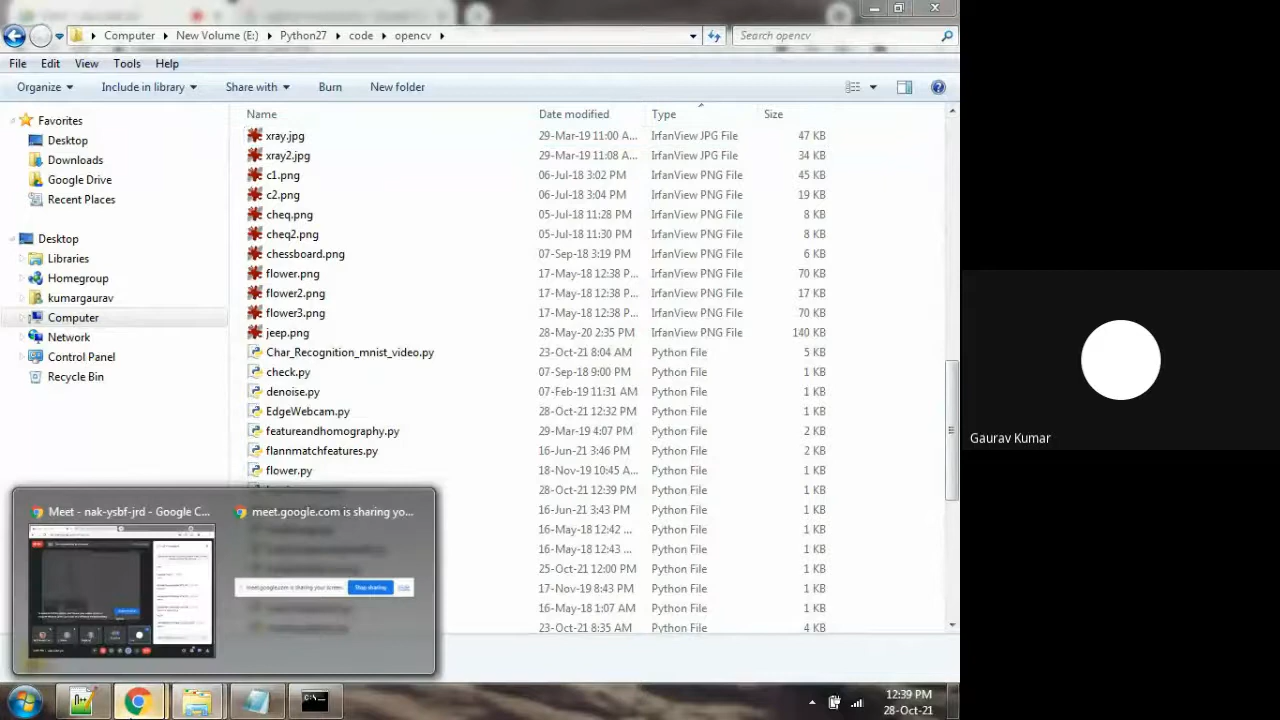 Computer New Volume (E:) Python27 code opencv Search opencv
File Edit View Tools Help
Organize Include in library Share with Burn New folder
Name Date modified Type Size
Favorites
Desktop
Downloads
Google Drive
Recent Places
Desktop
Libraries
Homegroup
kumargaurav
Computer
Network
Control Panel
Recycle Bin
xray.jpg 29-Mar-19 11:00 A... IrfanView JPG File 47 KB
xray2.jpg 29-Mar-19 11:08 A... IrfanView JPG File 34 KB
c1.png 06-Jul-18 3:02 PM IrfanView PNG File 45 KB
c2.png 06-Jul-18 3:04 PM IrfanView PNG File 19 KB
cheq.png 05-Jul-18 11:28 PM IrfanView PNG File 8 KB
cheq2.png 05-Jul-18 11:30 PM IrfanView PNG File 8 KB
chessboard.png 07-Sep-18 3:19 PM IrfanView PNG File 6 KB
flower.png 17-May-18 12:38 P... IrfanView PNG File 70 KB
flower2.png 17-May-18 12:38 P... IrfanView PNG File 17 KB
flower3.png 17-May-18 12:38 P... IrfanView PNG File 70 KB
jeep.png 28-May-20 2:35 PM IrfanView PNG File 140 KB
Char_Recognition_mnist_video.py 23-Oct-21 8:04 AM Python File 5 KB
check.py 07-Sep-18 9:00 PM Python File 1 KB
denoise.py 07-Feb-19 11:31 AM Python File 1 KB
EdgeWebcam.py 28-Oct-21 12:32 PM Python File 1 KB
featureandhomography.py 29-Mar-19 4:07 PM Python File 2 KB
flnmatchfeatures.py 16-Jan-21 3:46 PM Python File 2 KB
flower.py 18-Nov-19 10:45 A... Python File 1 KB
28-Oct-21 12:39 PM Python File 1 KB
16-Jun-21 3:43 PM Python File 1 KB
16-May-18 12:42 ... Python File 1 KB
16-May-18 12:43 ... Python File 1 KB
25-Oct-21 12:00 PM Python File 1 KB
17-Nov-19 8:43 PM Python File 1 KB
18-May-18 1:07 AM Python File 1 KB
23-Oct-21 8:35 AM Python File 4 KB
Meet - nak-ysbf-jrd - Google C... meet.google.com is sharing yo...
meet.google.com is sharing your screen. Stop sharing
12:39 PM
28-Oct-21
Gaurav Kumar